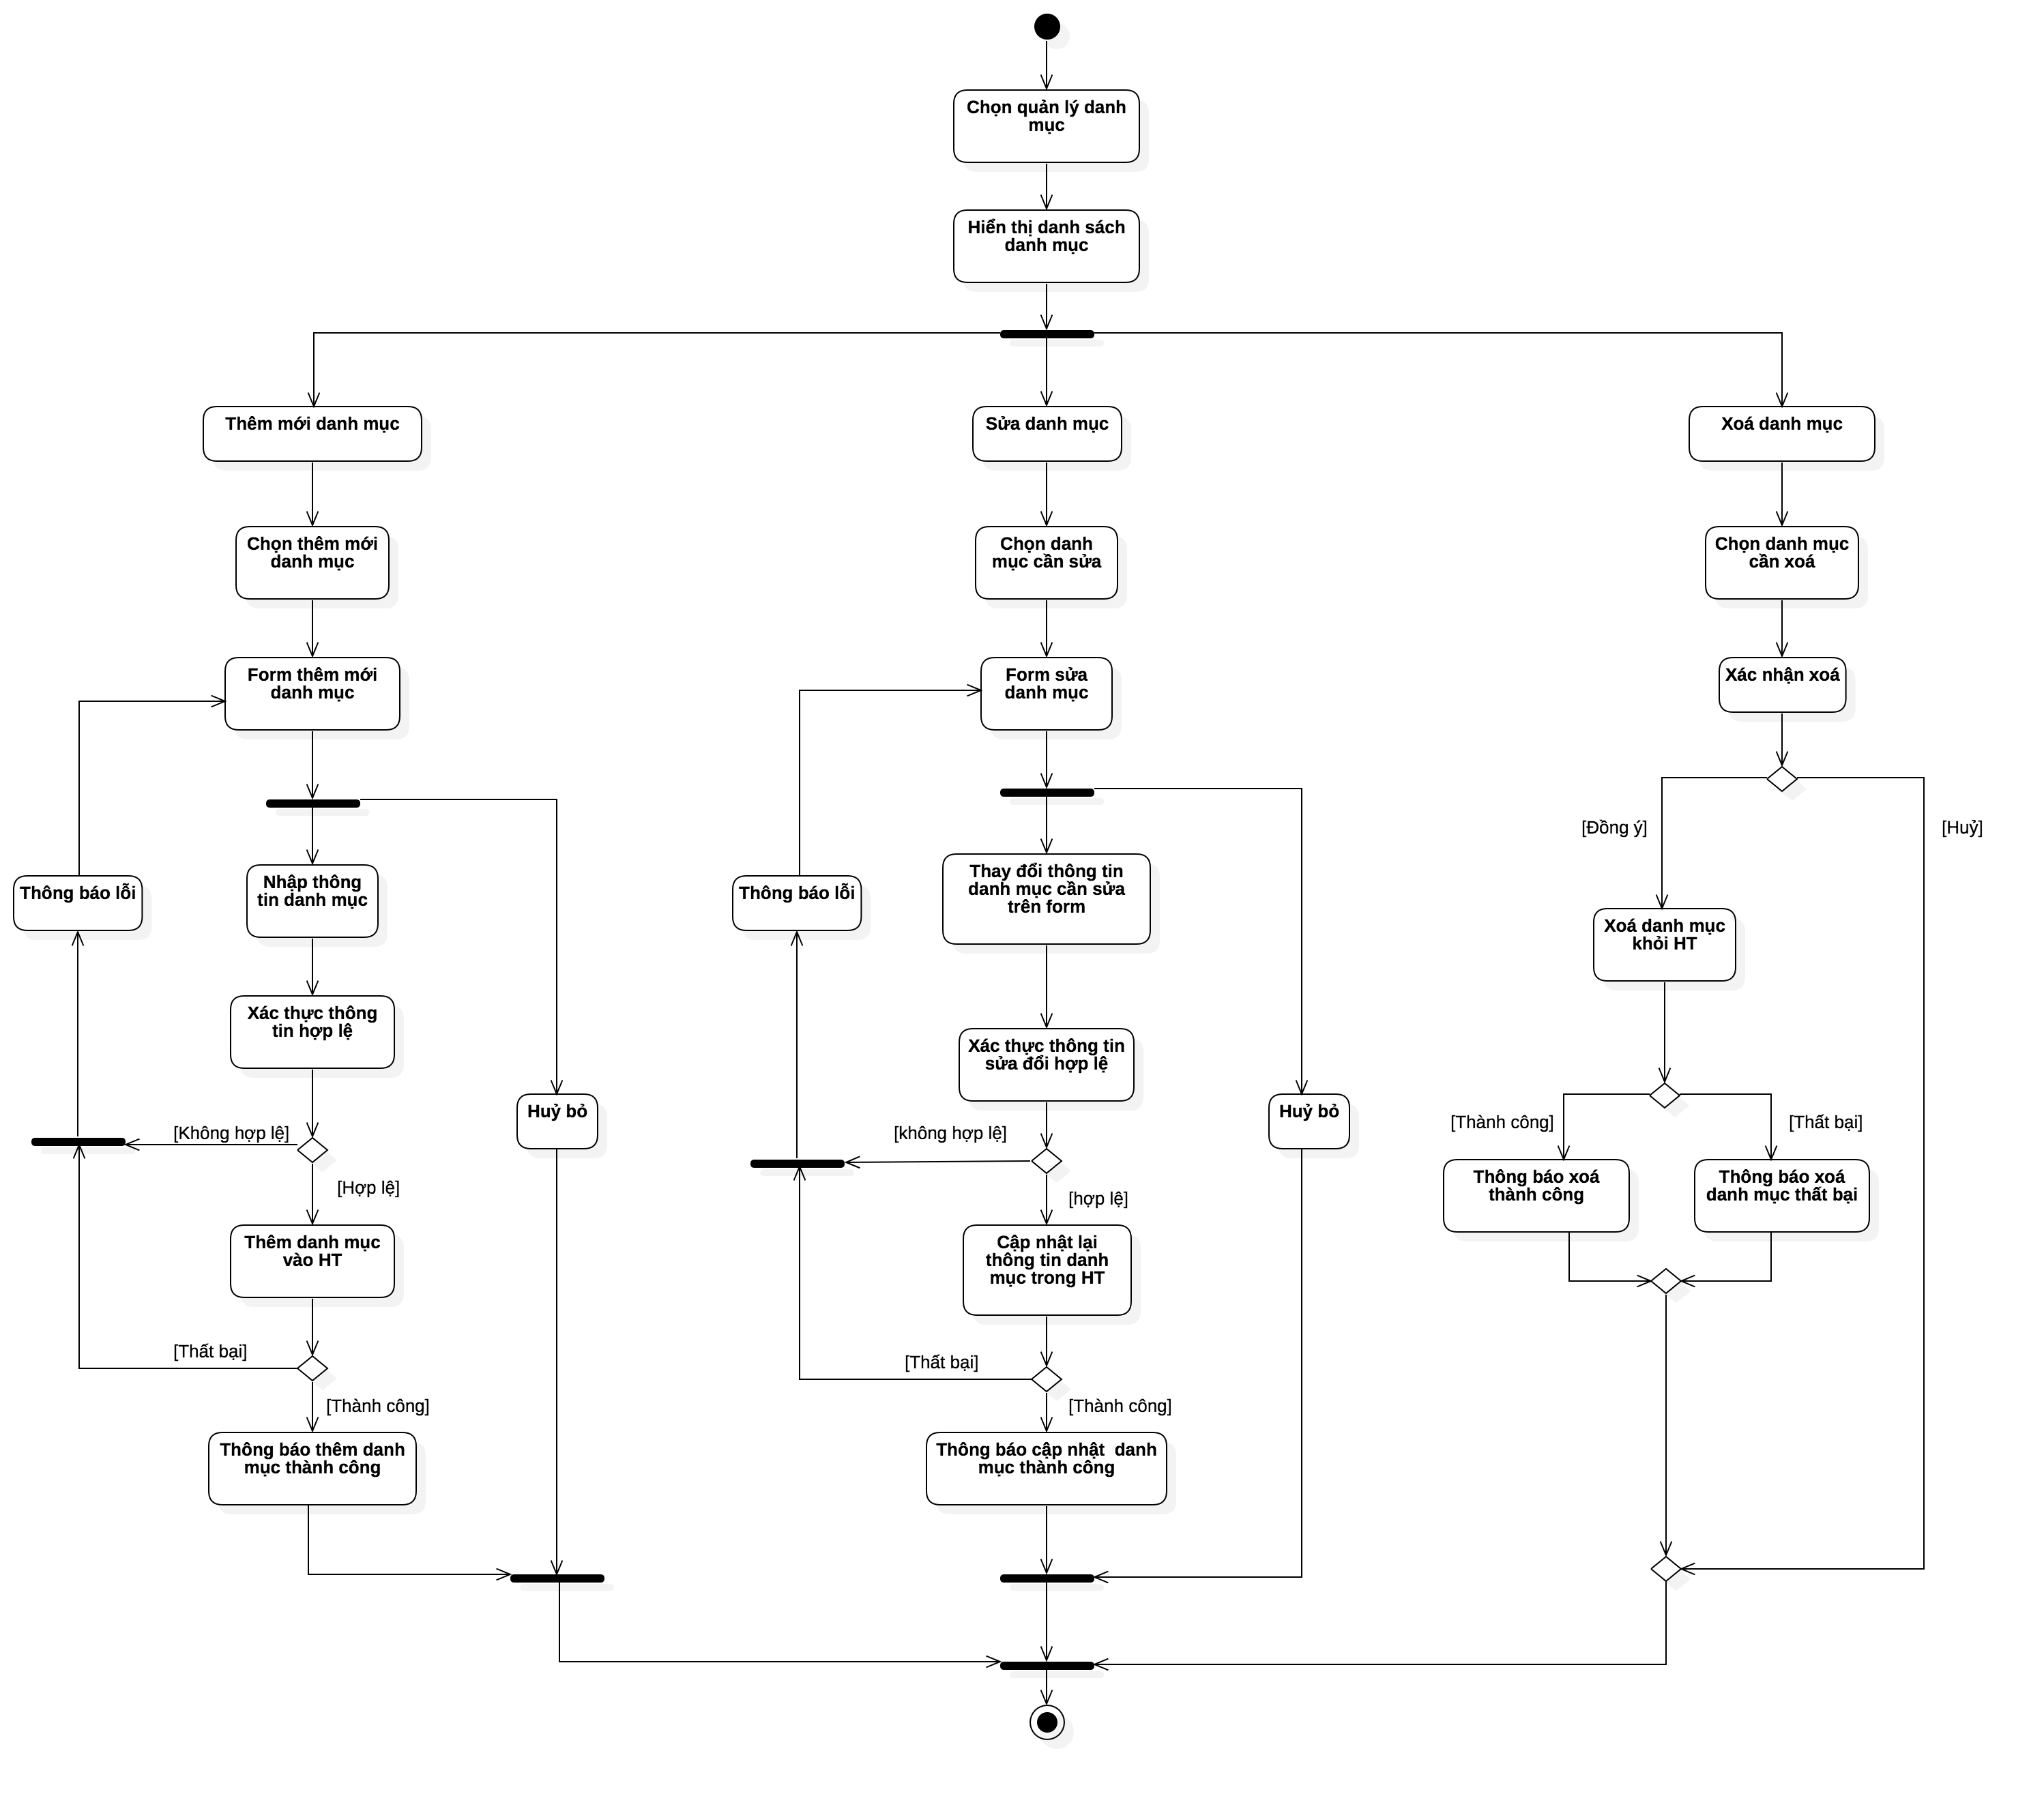 Chọn quản lý danh
mục
Hiển thị danh sách
danh mục
Thêm mới danh mục
Sửa danh mục
Xoá danh mục
Chọn thêm mới
danh mục
Chọn danh
mục cần sửa
Chọn danh mục
cần xoá
Form thêm mới
danh mục
Form sửa
danh mục
Xác nhận xoá
[Đồng ý]
[Huỷ]
Thông báo lỗi
Nhập thông
tin danh mục
Thông báo lỗi
Thay đổi thông tin
danh mục cần sửa
trên form
Xoá danh mục
khỏi HT
Xác thực thông
tin hợp lệ
Xác thực thông tin
sửa đổi hợp lệ
Huỷ bỏ
Huỷ bỏ
[Không hợp lệ]
[không hợp lệ]
[Thành công]
[Thất bại]
[Hợp lệ]
[hợp lệ]
Thông báo xoá
thành công
Thông báo xoá
danh mục thất bại
Thêm danh mục
vào HT
Cập nhật lại
thông tin danh
mục trong HT
[Thất bại]
[Thất bại]
[Thành công]
[Thành công]
Thông báo thêm danh
mục thành công
Thông báo cập nhật  danh
mục thành công